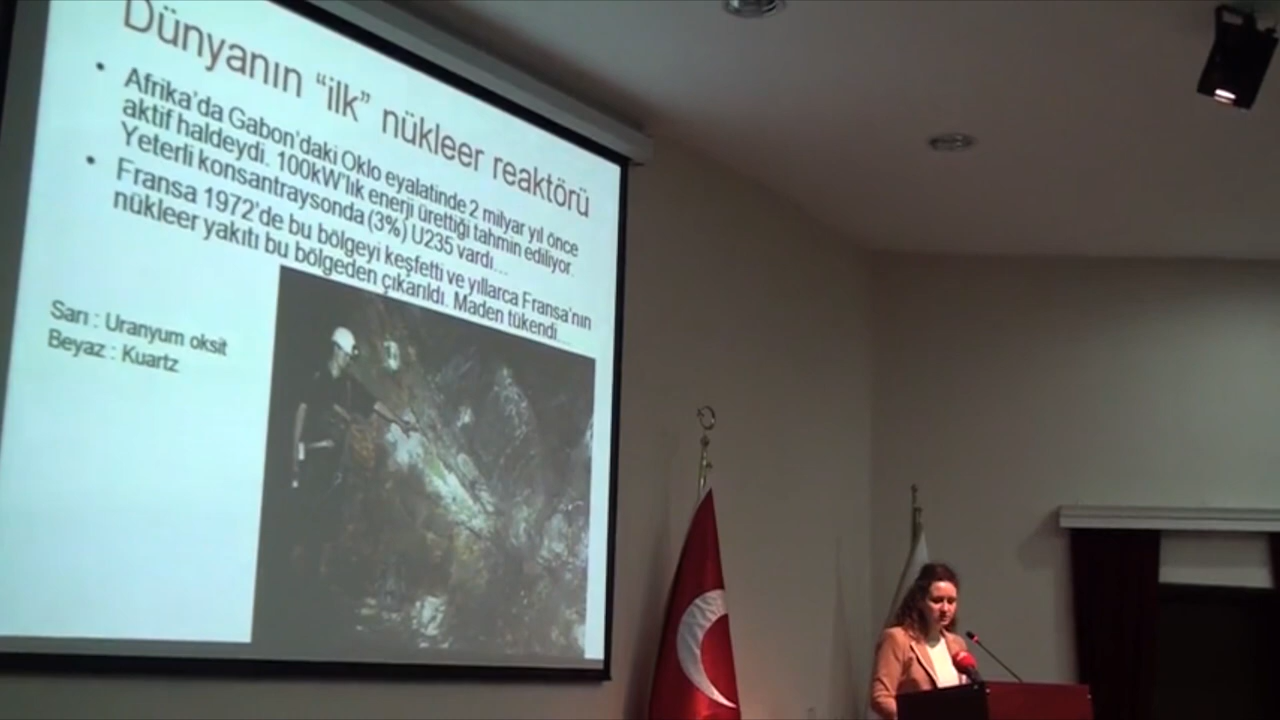 Dünyanın “ilk” nükleer reaktörü
• Afrika’da Gabon’daki Oklo eyalatinde 2 milyar yıl önce
aktif haldeydi. 100kW’lık enerji ürettiği tahmin ediliyor.
Yeterli konsantraysonda (3%) U235 vardı...
• Fransa 1972’de bu bölgeyi keşfetti ve yıllarca Fransa’nın
nükleer yakıtı bu bölgeden çıkarıldı. Maden tükendi...
Sarı : Uranyum oksit
Beyaz : Kuartz